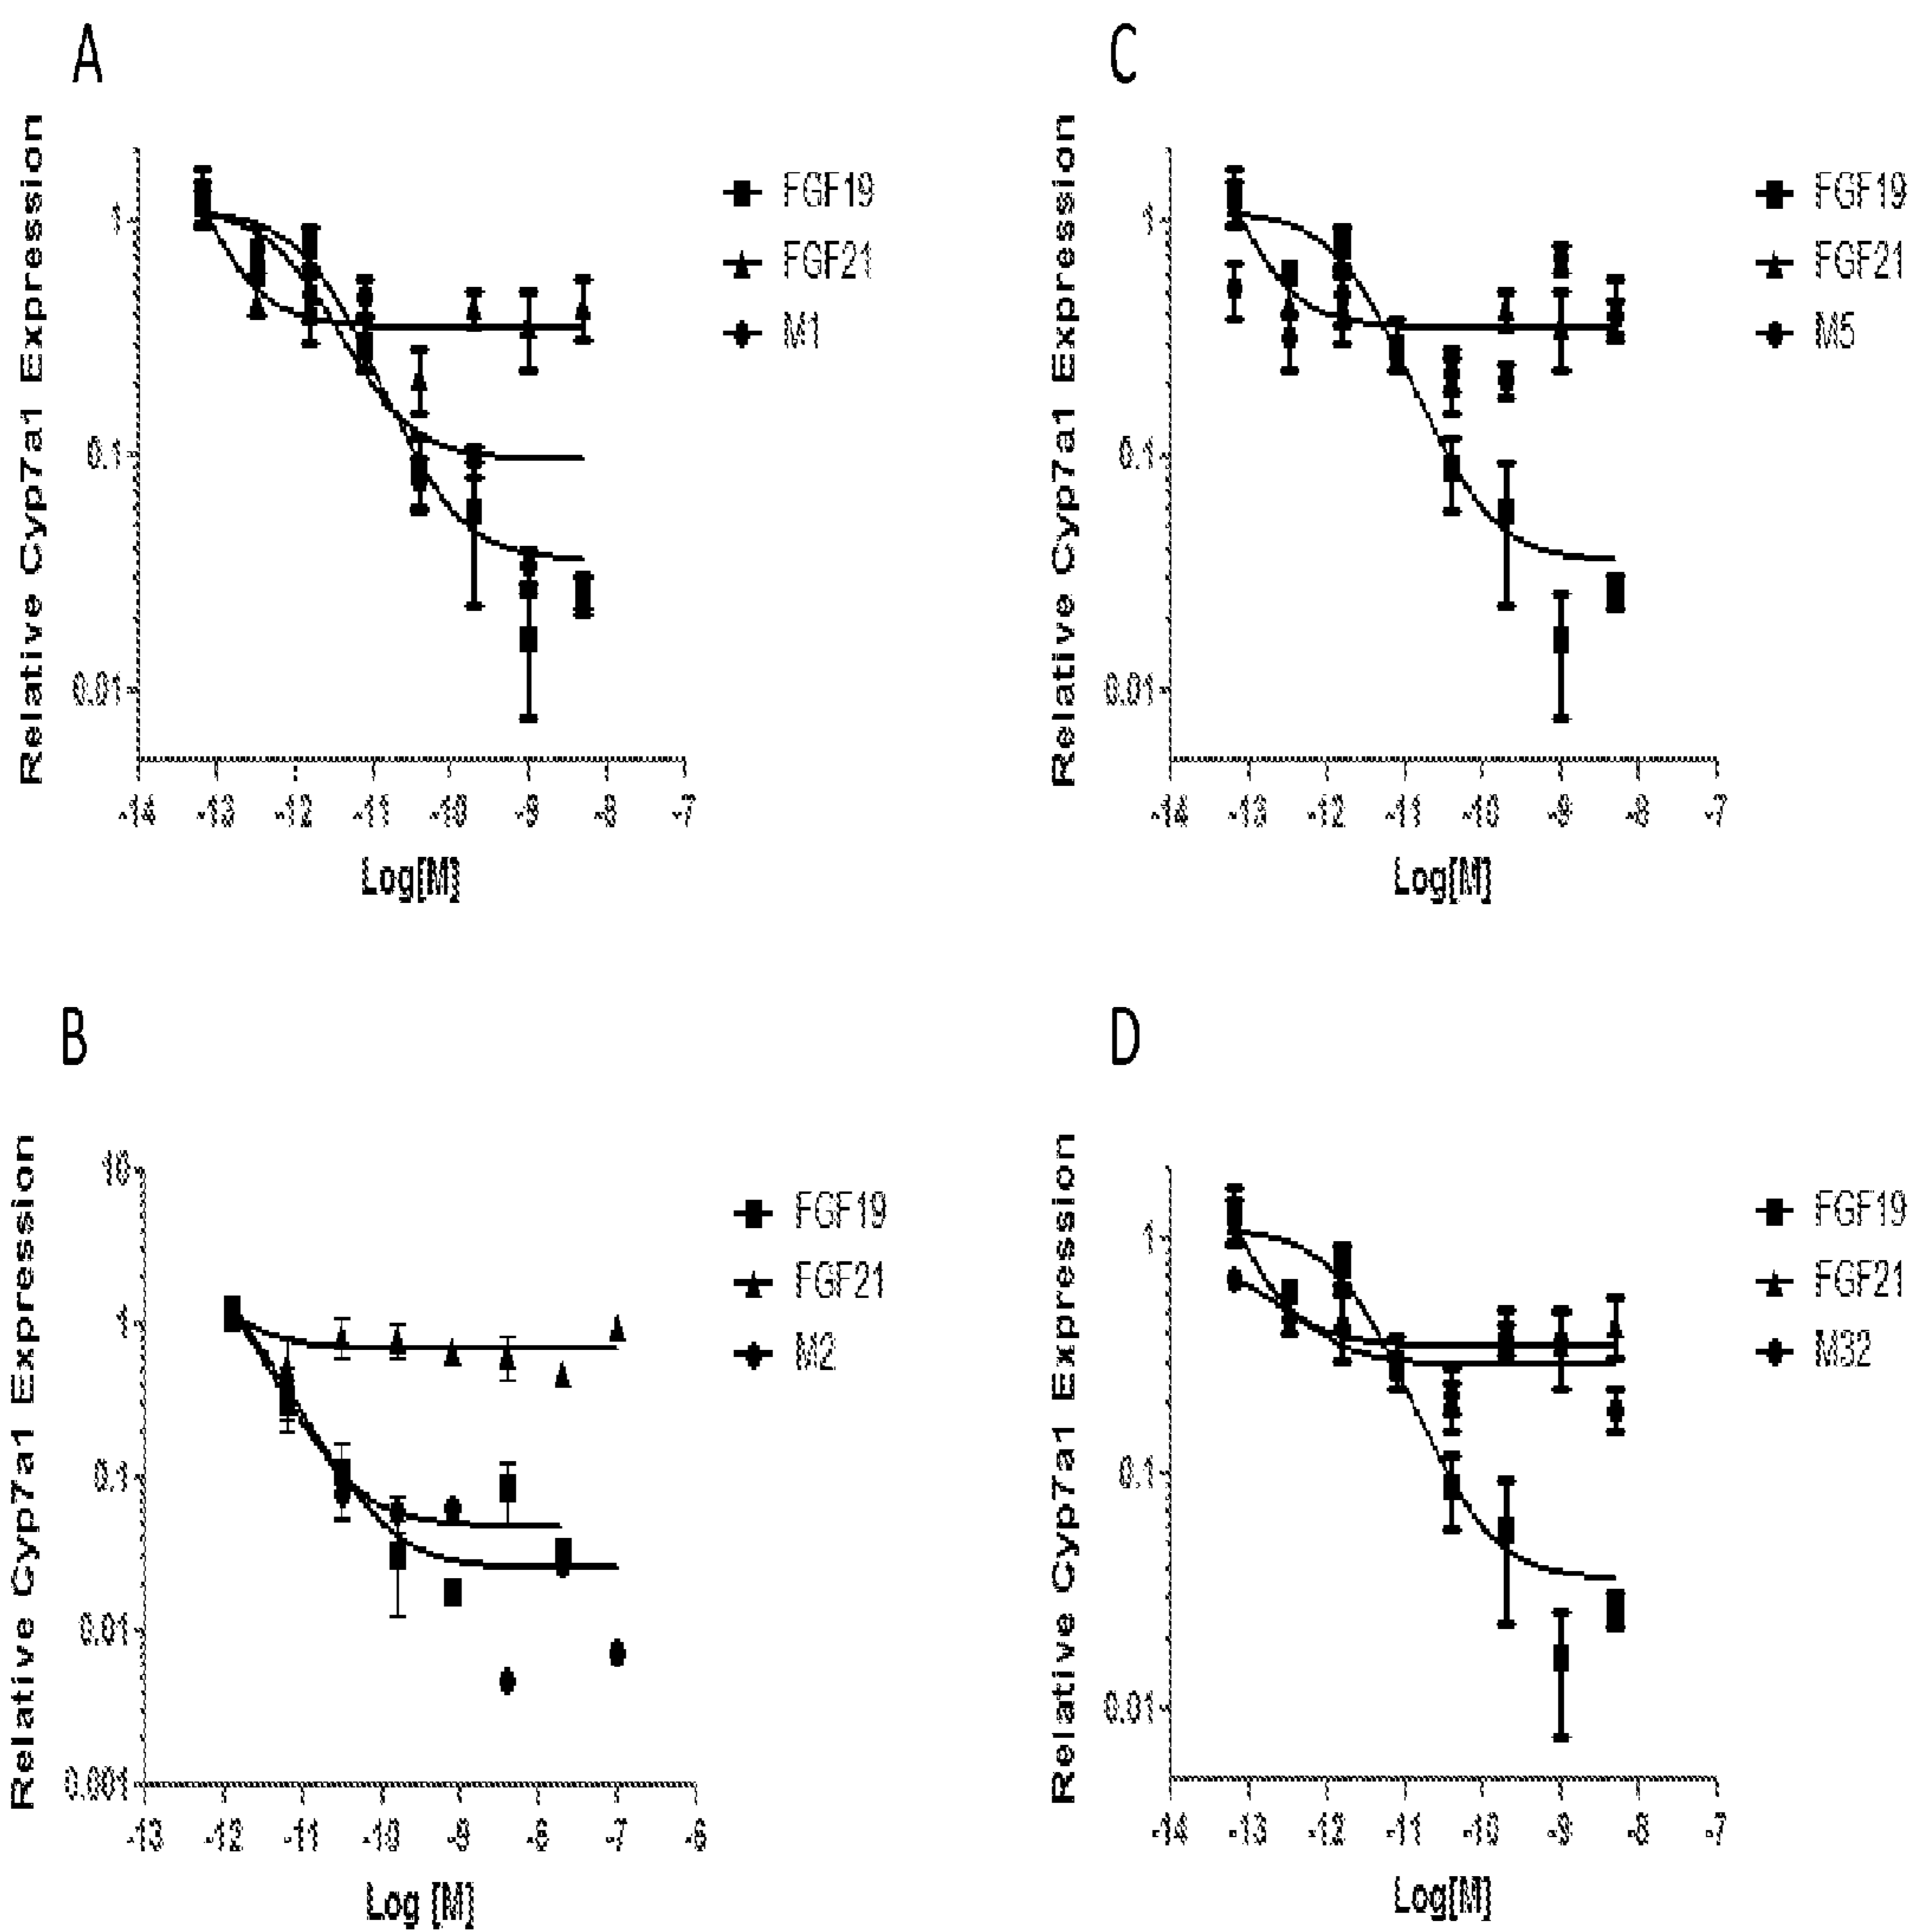 A
Relative Cyp7a1 Expression
1
0.1
0.01
-14 -13 -12 -11 -10 -9 -8 -7
Log[M]
FGF19
FGF21
M1
C
Relative Cyp7a1 Expression
1
0.1
0.01
-14 -13 -12 -11 -10 -9 -8 -7
Log[M]
FGF19
FGF21
M5
B
Relative Cyp7a1 Expression
10
1
0.1
0.01
0.001
-13 -12 -11 -10 -9 -8 -7 -6
Log [M]
FGF19
FGF21
M2
D
Relative Cyp7a1 Expression
1
0.1
0.01
-14 -13 -12 -11 -10 -9 -8 -7
Log[M]
FGF19
FGF21
M32